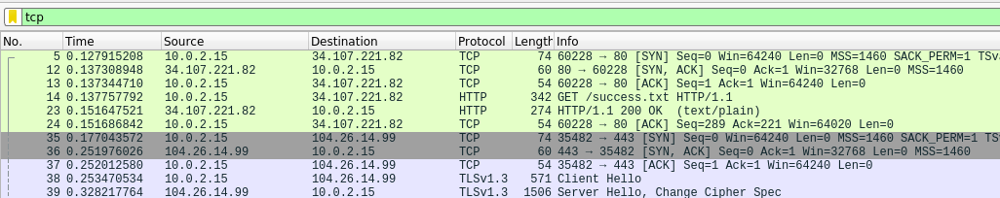 tcp
No. Time Source Destination Protocol Length Info
5 0.127915208 10.0.2.15 34.107.221.82 TCP 74 60228 → 80 [SYN] Seq=0 Win=64240 Len=0 MSS=1460 SACK_PERM=1 TSva
12 0.137308948 34.107.221.82 10.0.2.15 TCP 60 80 → 60228 [SYN, ACK] Seq=0 Ack=1 Win=32768 Len=0 MSS=1460
13 0.137344710 10.0.2.15 34.107.221.82 TCP 54 60228 → 80 [ACK] Seq=1 Ack=1 Win=64240 Len=0
14 0.137757792 10.0.2.15 34.107.221.82 HTTP 342 GET /success.txt HTTP/1.1
23 0.151647521 34.107.221.82 10.0.2.15 HTTP 274 HTTP/1.1 200 OK (text/plain)
24 0.151686842 10.0.2.15 34.107.221.82 TCP 54 60228 → 80 [ACK] Seq=289 Ack=221 Win=64020 Len=0
35 0.177043572 10.0.2.15 104.26.14.99 TCP 74 35482 → 443 [SYN] Seq=0 Win=64240 Len=0 MSS=1460 SACK_PERM=1 TS
36 0.251976026 104.26.14.99 10.0.2.15 TCP 60 443 → 35482 [SYN, ACK] Seq=0 Ack=1 Win=32768 Len=0 MSS=1460
37 0.252012580 10.0.2.15 104.26.14.99 TCP 54 35482 → 443 [ACK] Seq=1 Ack=1 Win=64240 Len=0
38 0.253470534 10.0.2.15 104.26.14.99 TLSv1.3 571 Client Hello
39 0.328217764 104.26.14.99 10.0.2.15 TLSv1.3 1506 Server Hello, Change Cipher Spec